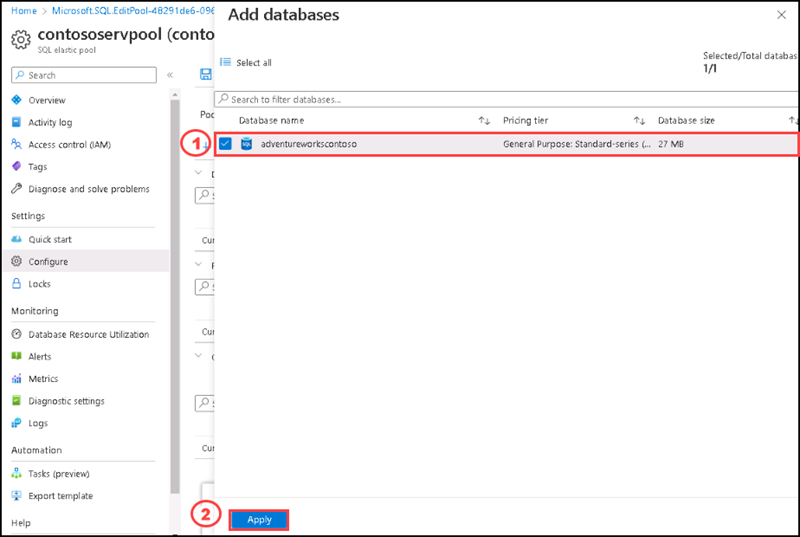 Home > Microsoft.SQL.EditPool-48291de6-096
contososervpool (conto
SQL elastic pool
Search
«
Overview
Activity log
Access control (IAM)
Tags
Diagnose and solve problems
Settings
Quick start
Configure
Locks
Monitoring
Database Resource Utilization
Alerts
Metrics
Diagnostic settings
Logs
Automation
Tasks (preview)
Export template
Help
Poo
Cur
Cur
Cur
Add databases
Select all
Selected/Total databas
1/1
Search to filter databases...
Database name Pricing tier Database size
1 SQL adventureworkscontoso General Purpose: Standard-series (... 27 MB
2 Apply